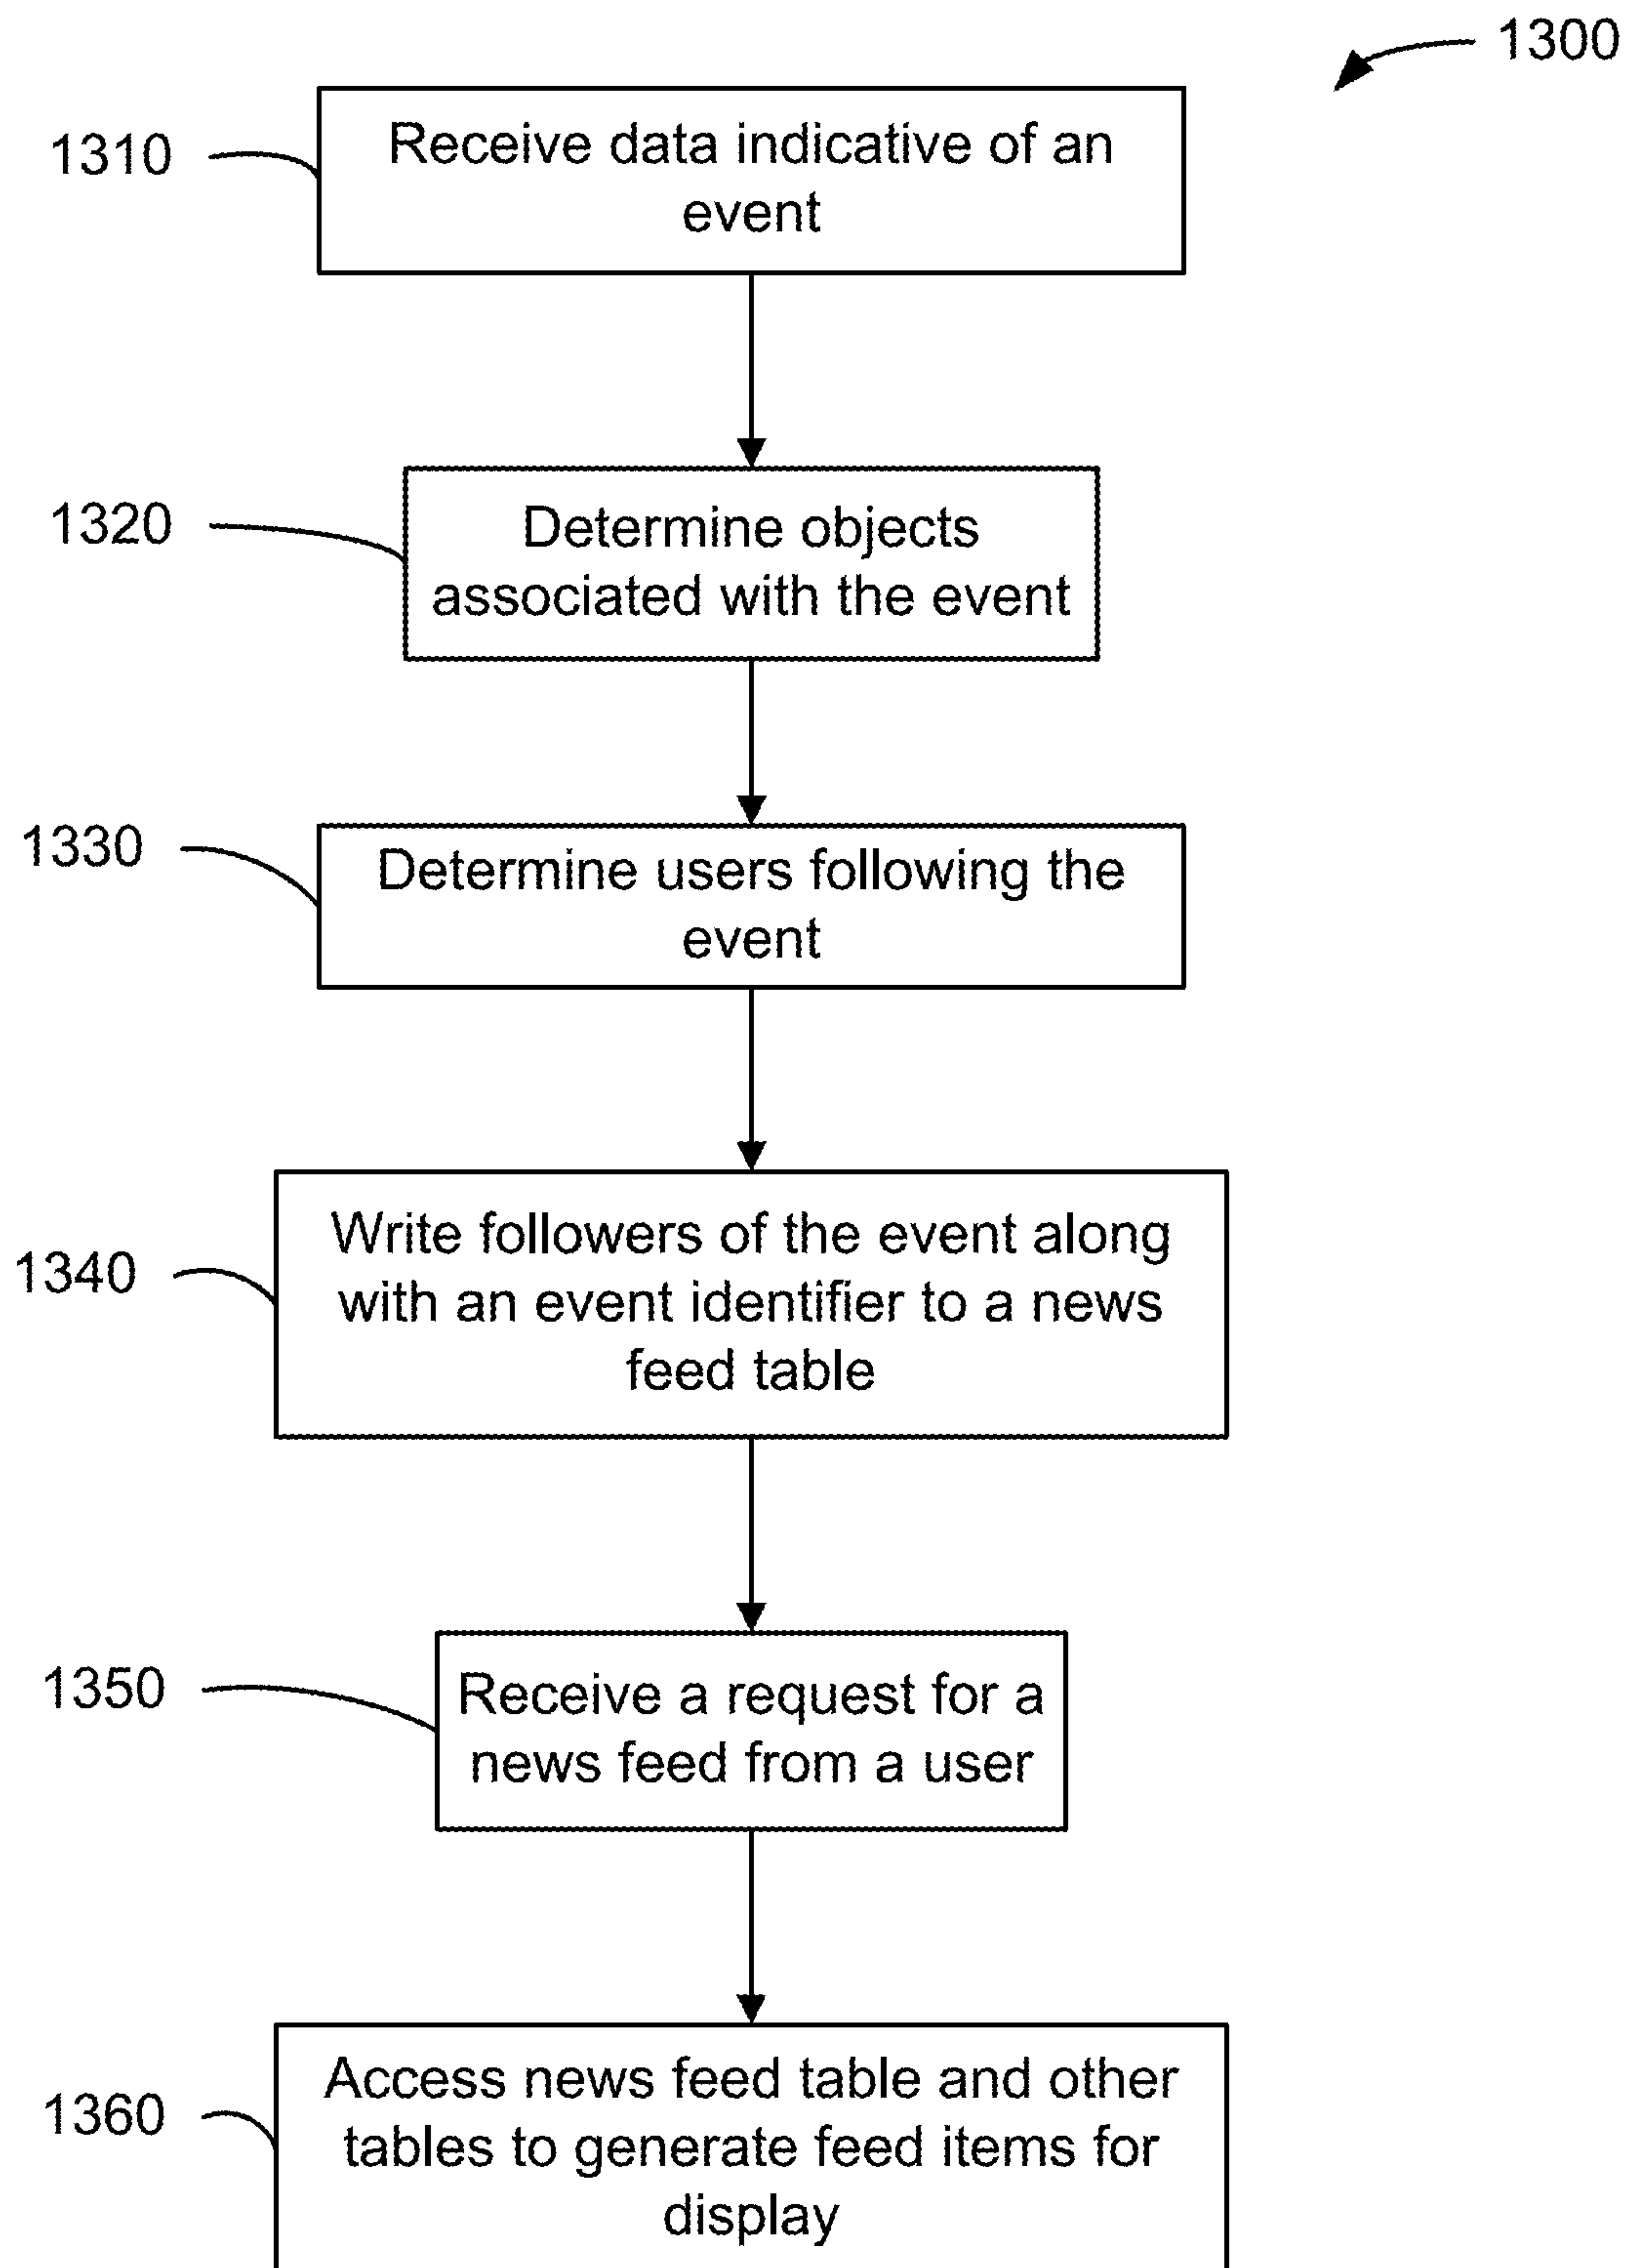 1300
1310
Receive data indicative of an
event
1320
Determine objects
associated with the event
1330
Determine users following the
event
1340
Write followers of the event along
with an event identifier to a news
feed table
1350
Receive a request for a
news feed from a user
1360
Access news feed table and other
tables to generate feed items for
display